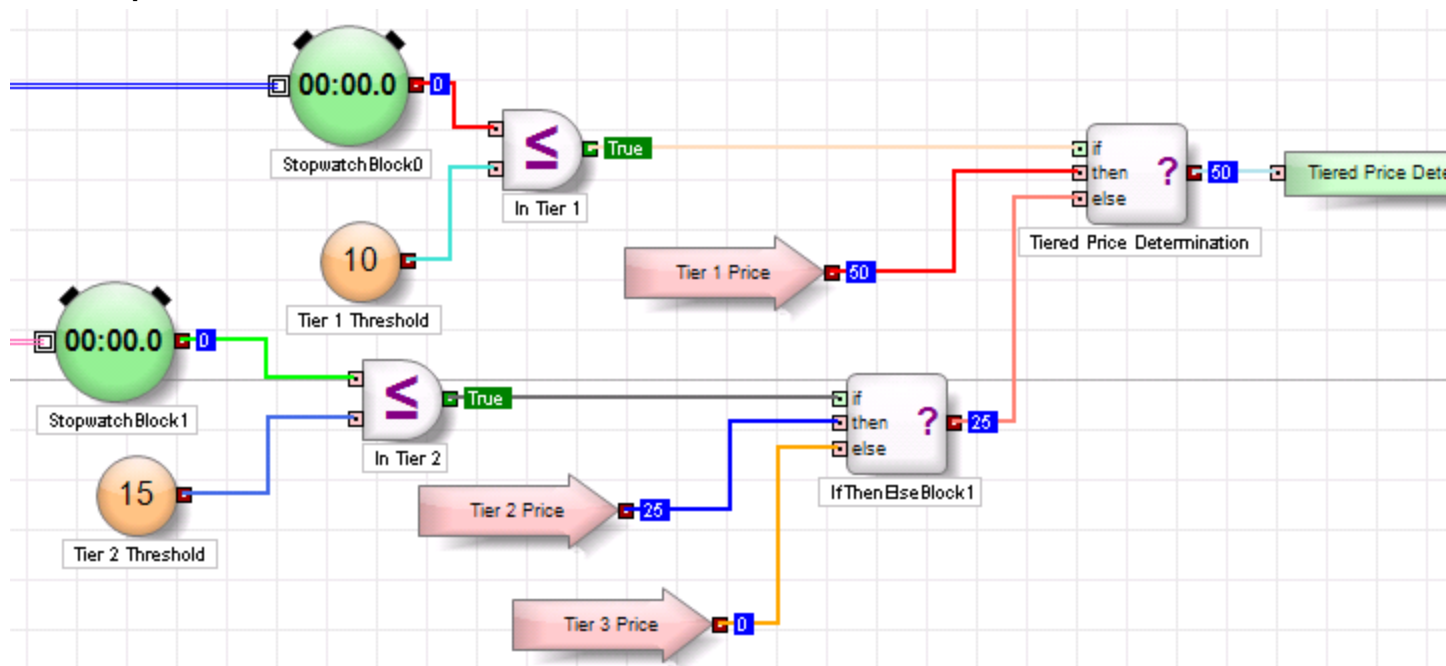 00:00.0
0
StopwatchBlock0
≤
True
In Tier 1
10
Tier 1 Threshold
if
then
else
?
50
Tiered Price Determination
Tiered Price Dete
Tier 1 Price
50
00:00.0
0
StopwatchBlock1
≤
True
In Tier 2
15
Tier 2 Threshold
if
then
else
?
25
IfThenElseBlock1
Tier 2 Price
25
Tier 3 Price
0